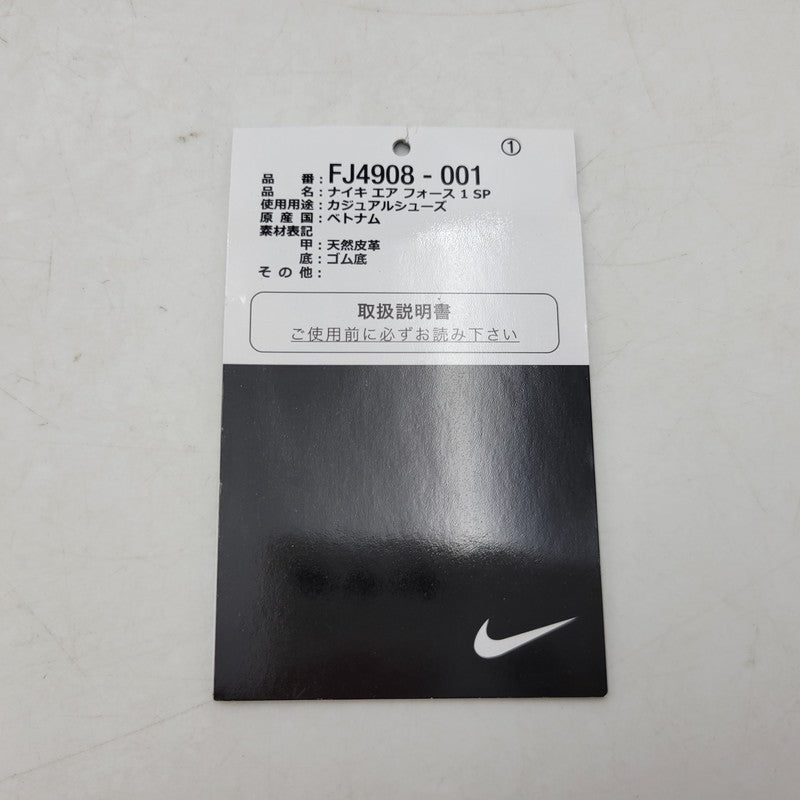 ①
品 番 : FJ4908 - 001
品 名 : ナイキ エア フォース 1 SP
使用用途 : カジュアルシューズ
原 産 国 : ベトナム
素材表記
甲 : 天然皮革
底 : ゴム底
そ の 他 :
取扱説明書
ご使用前に必ずお読み下さい